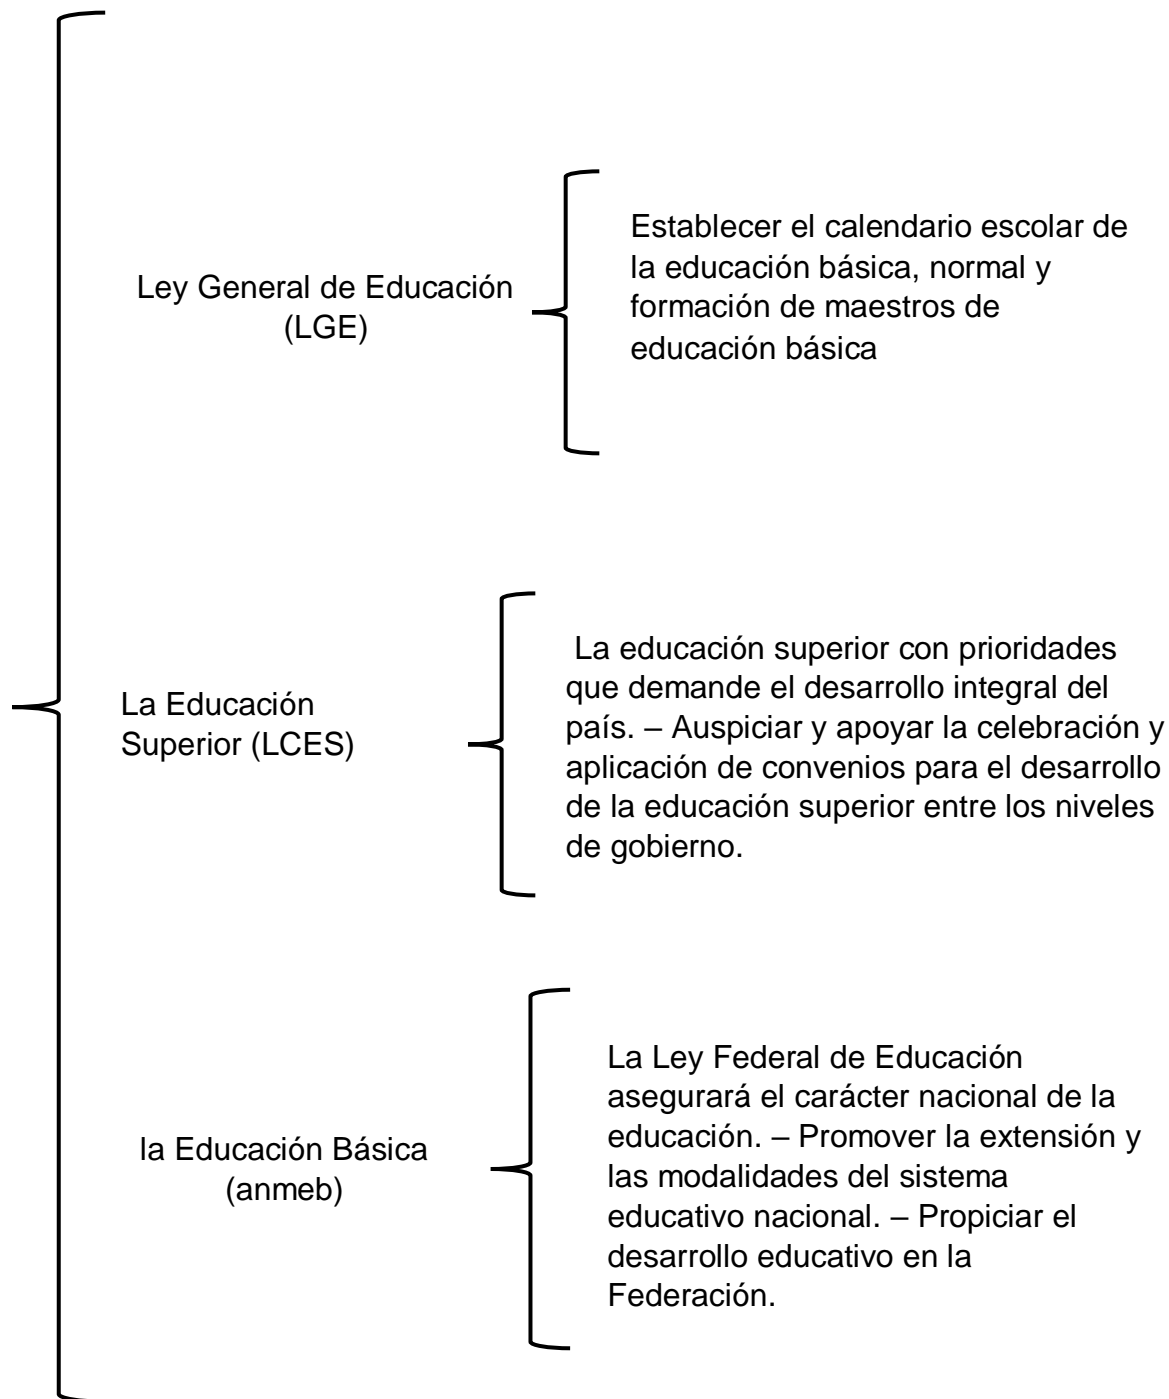 Ley General de Educación
(LGE)
Establecer el calendario escolar de
la educación básica, normal y
formación de maestros de
educación básica
La Educación
Superior (LCES)
La educación superior con prioridades
que demande el desarrollo integral del
país. – Auspiciar y apoyar la celebración y
aplicación de convenios para el desarrollo
de la educación superior entre los niveles
de gobierno.
la Educación Básica
(anmeb)
La Ley Federal de Educación
asegurará el carácter nacional de la
educación. – Promover la extensión y
las modalidades del sistema
educativo nacional. – Propiciar el
desarrollo educativo en la
Federación.